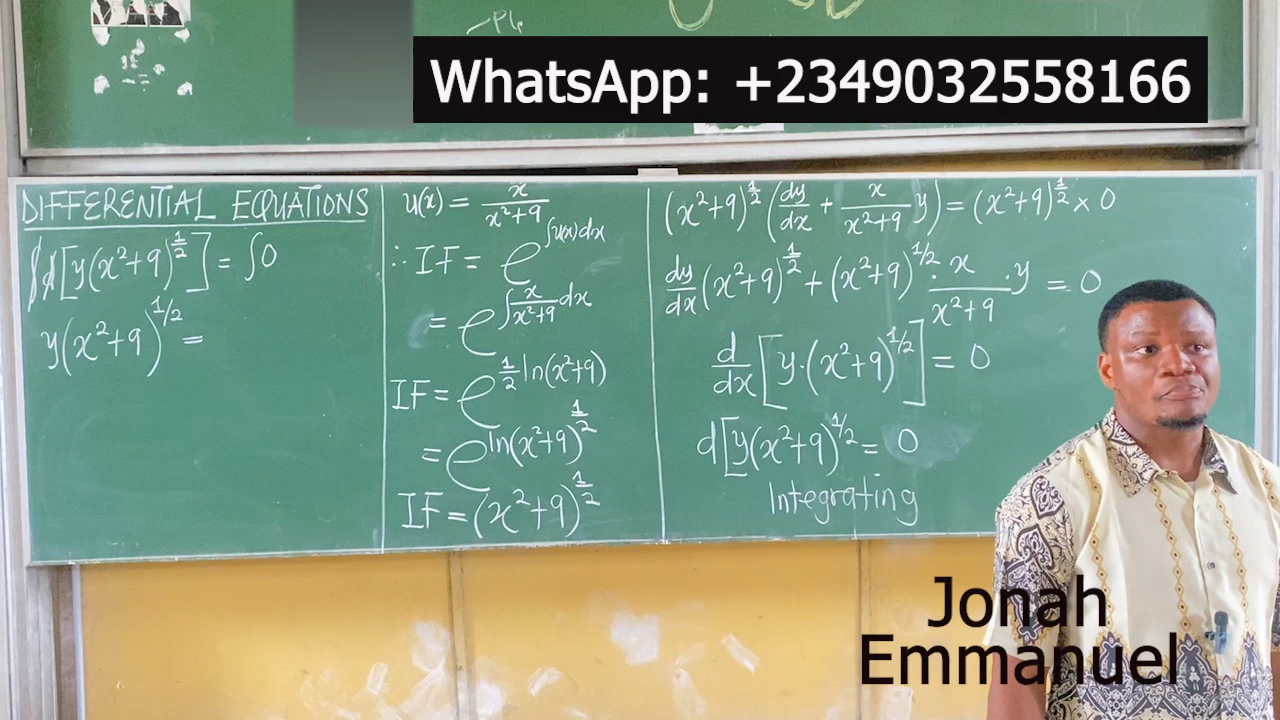 WhatsApp: +2349032558166
DIFFERENTIAL EQUATIONS
∫d[y(x²+9)^½] = ∫0
y(x²+9)^1/2 =
u(x) = x/(x²+9)
∴ IF = e^∫u(x)dx
= e^∫x/(x²+9) dx
IF = e^½ ln(x²+9)
= e^ln(x²+9)^½
IF = (x²+9)^½
(x²+9)^½ (dy/dx + x/(x²+9) y) = (x²+9)^½ × 0
dy/dx (x²+9)^½ + (x²+9)^1/2 · x/(x²+9) · y = 0
d/dx [y·(x²+9)^1/2] = 0
d[y(x²+9)^1/2 = 0
Integrating
Jonah
Emmanuel